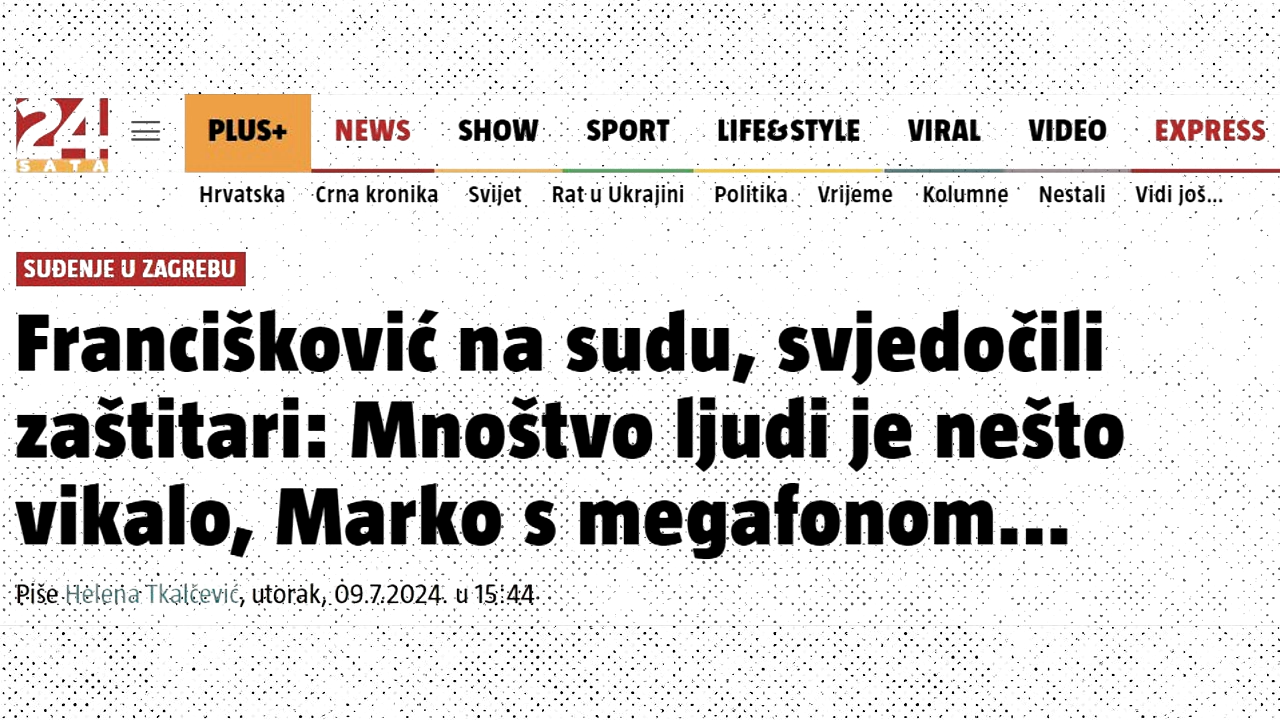 24
SATA
PLUS+ NEWS SHOW SPORT LIFE&STYLE VIRAL VIDEO EXPRESS
Hrvatska Crna kronika Svijet Rat u Ukrajini Politika Vrijeme Kolumne Nestali Vidi još...
SUĐENJE U ZAGREBU
Francišković na sudu, svjedočili
zaštitari: Mnoštvo ljudi je nešto
vikalo, Marko s megafonom...
Piše Helena Tkalčević, utorak, 09.7.2024. u 15:44